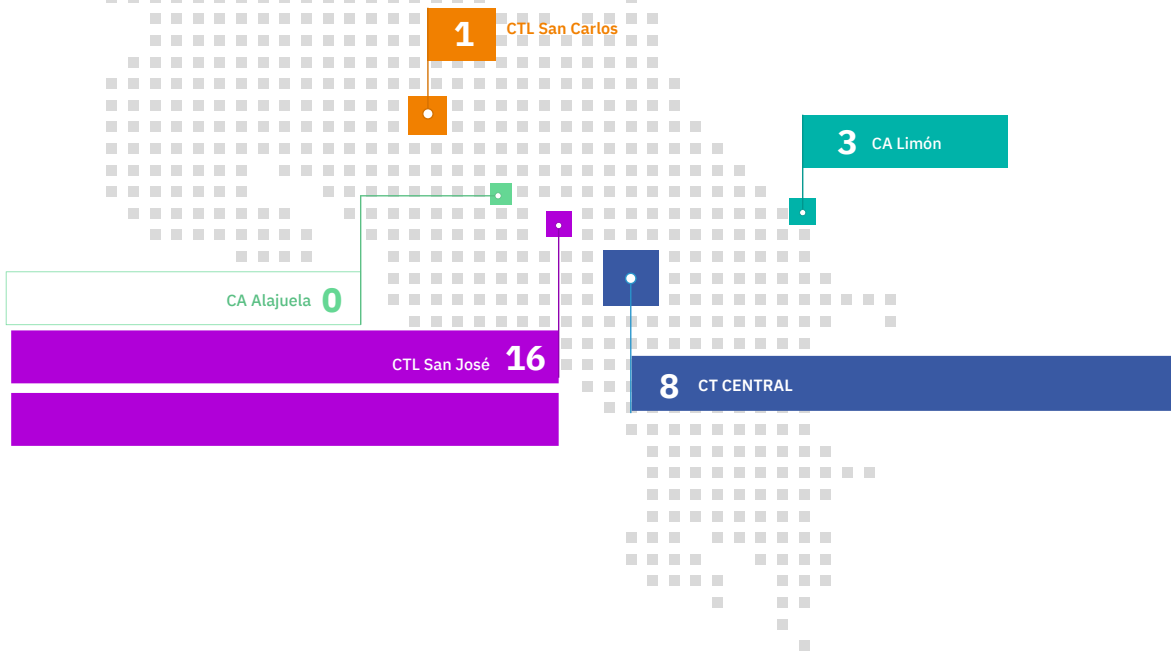 1 CTL San Carlos
3 CA Limón
CA Alajuela 0
CTL San José 16
8 CT CENTRAL